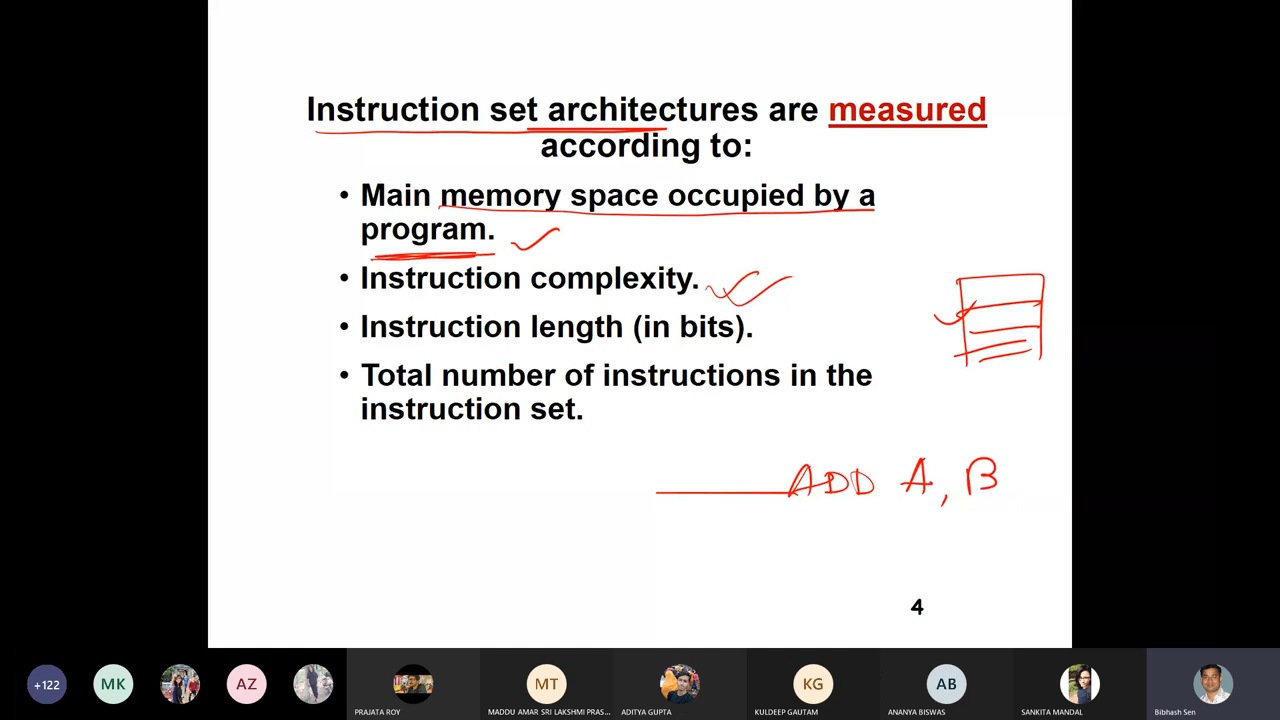 Instruction set architectures are measured
according to:
• Main memory space occupied by a
program.
• Instruction complexity.
• Instruction length (in bits).
• Total number of instructions in the
instruction set.
ADD A, B
4
+122
MK
AZ
MT
KG
AB
PRAJATA ROY
MADDU AMAR SRI LAKSHMI PRAS...
ADITYA GUPTA
KULDEEP GAUTAM
ANANYA BISWAS
SANKITA MANDAL
Bibhash Sen